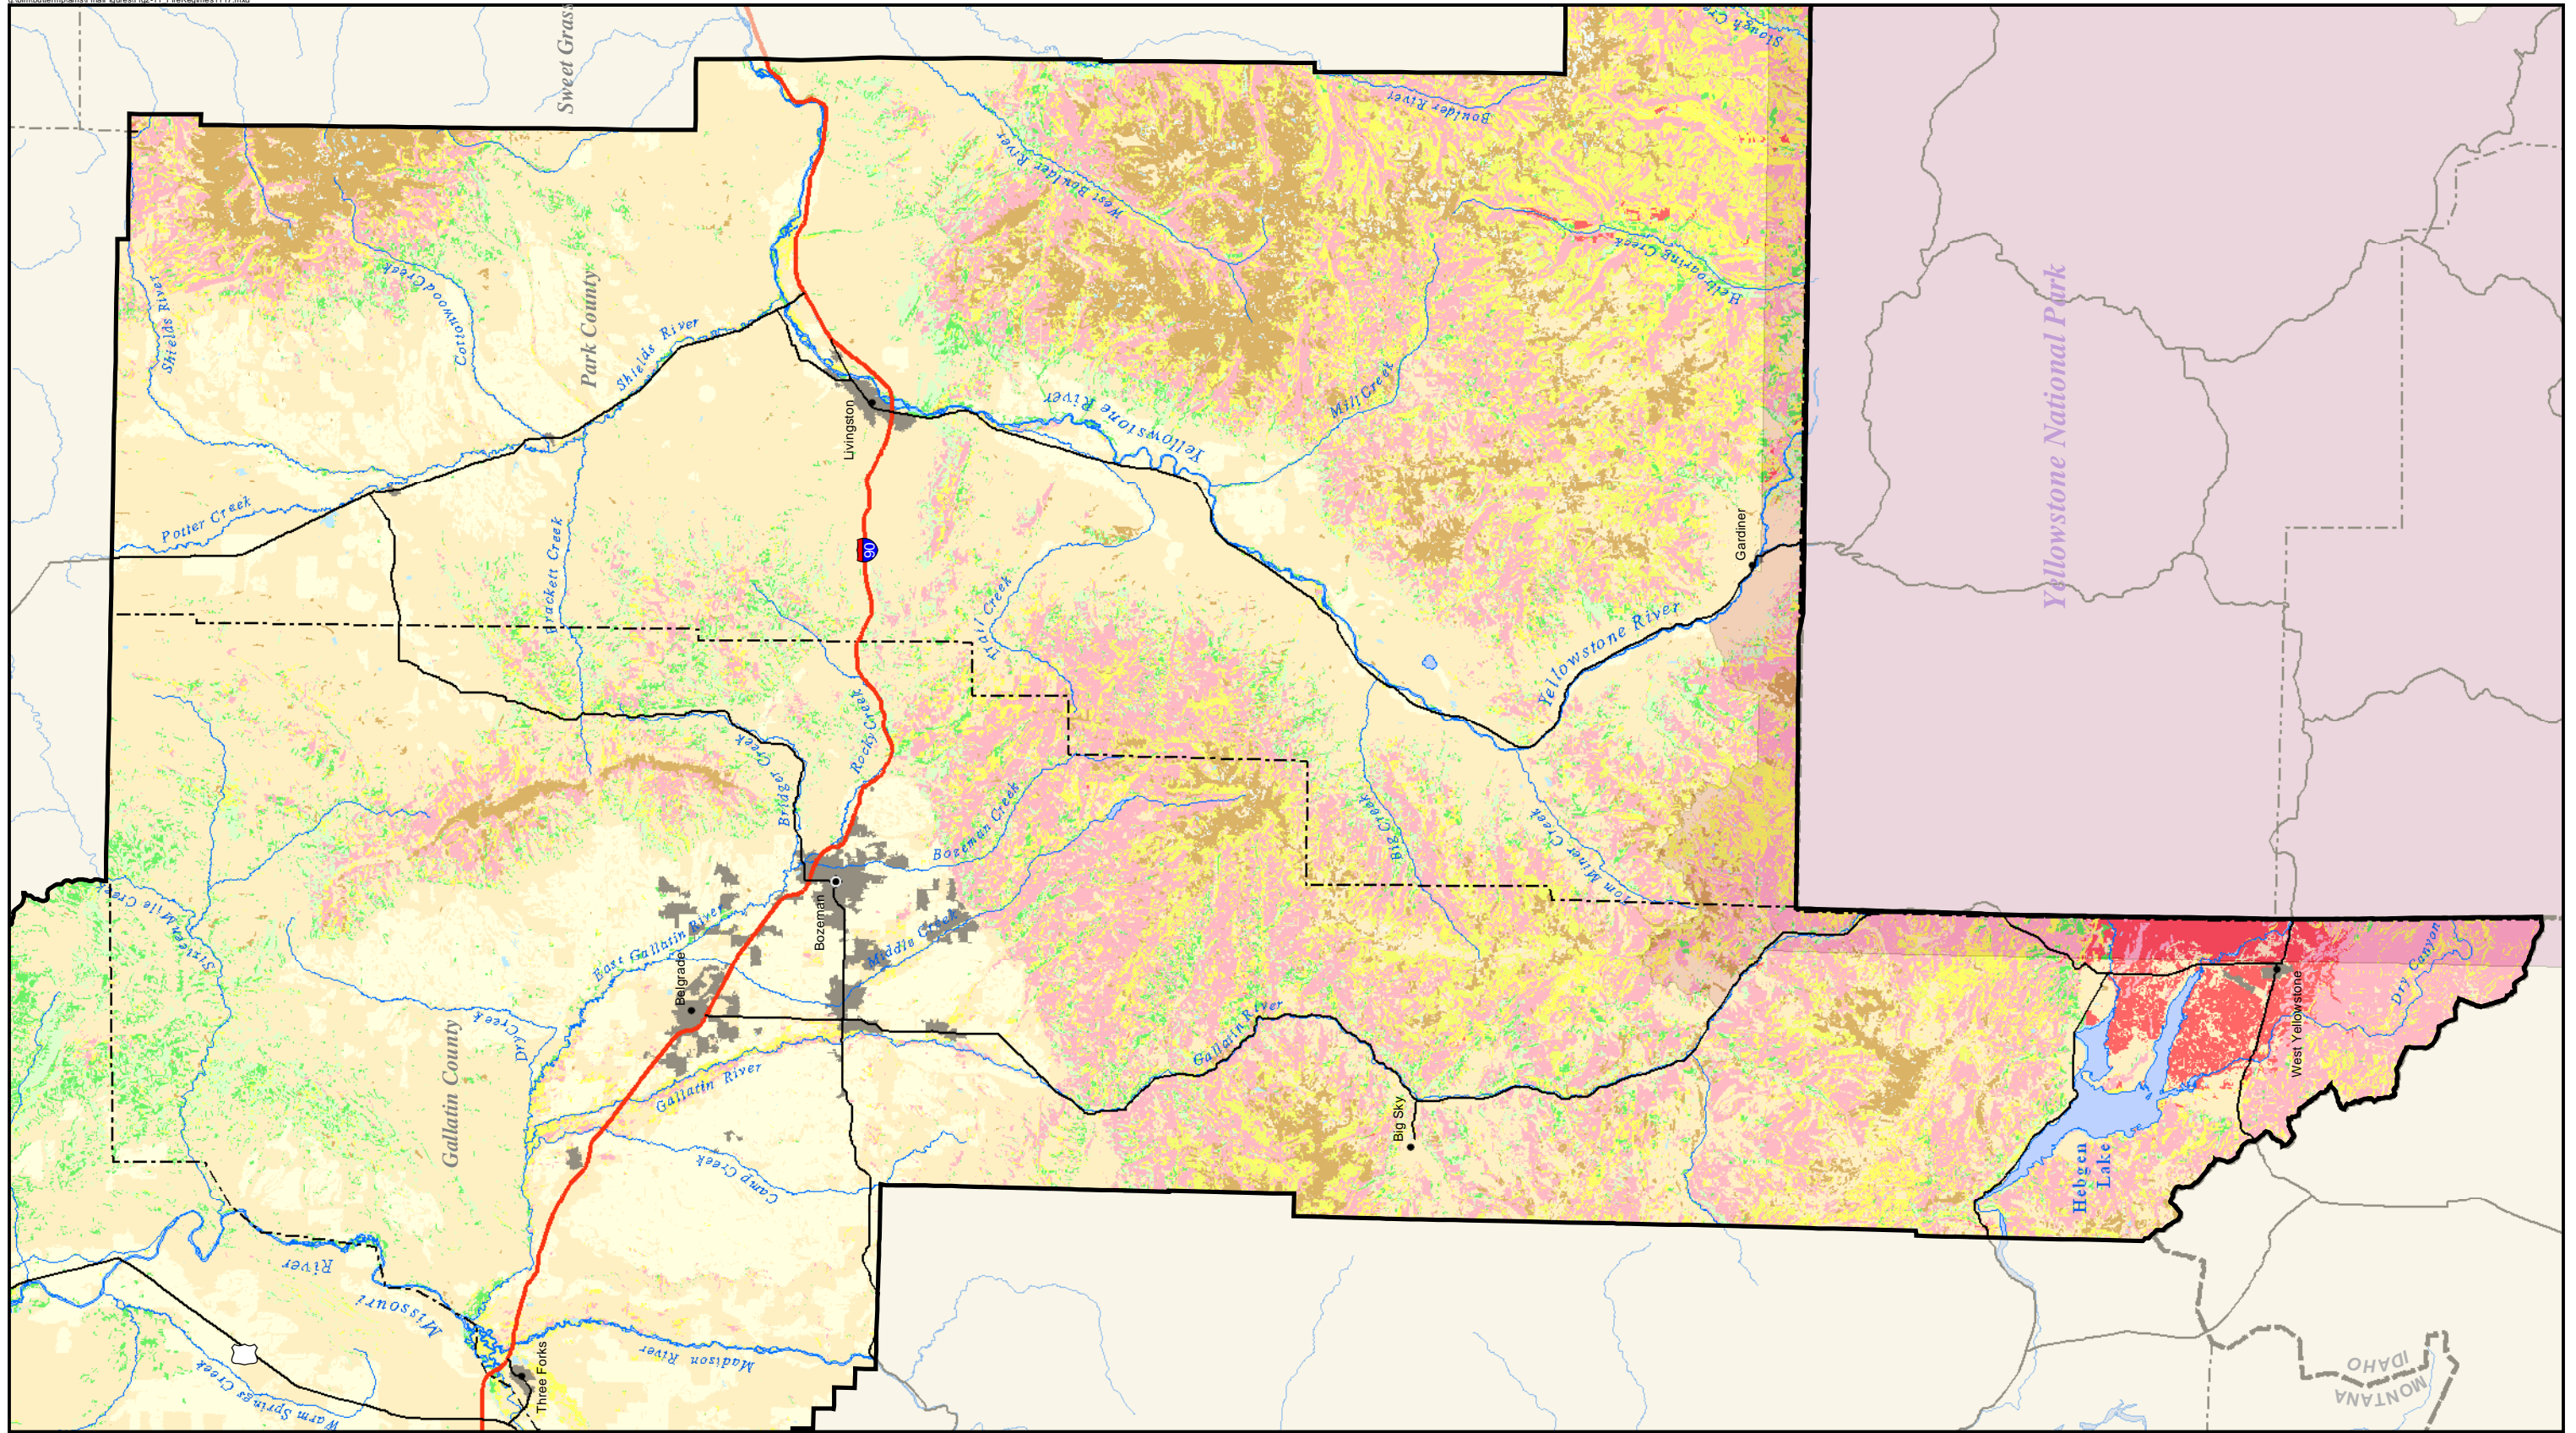 Sweet Grass
Slough Cre
Boulder River
West Boulder River
Hellroaring Creek
Shields River
Cottonwood Creek
Park County
Shields River
Yellowstone National Park
Livingston
Yellowstone River
Mill Creek
Potter Creek
Brackett Creek
90
Gardiner
Trail Creek
Yellowstone River
Rocky Creek
Bridger Creek
Bozeman Creek
Big Creek
Tom Miner Creek
Sixteen Mile Creek
East Gallatin River
Bozeman
Middle Creek
Belgrade
Dry Creek
Gallatin County
Gallatin River
Gallatin River
Dry Canyon
West Yellowstone
Big Sky
Camp Creek
Hebgen
Lake
Missouri River
Madison River
Three Forks
Warm Springs Creek
IDAHO
MONTANA